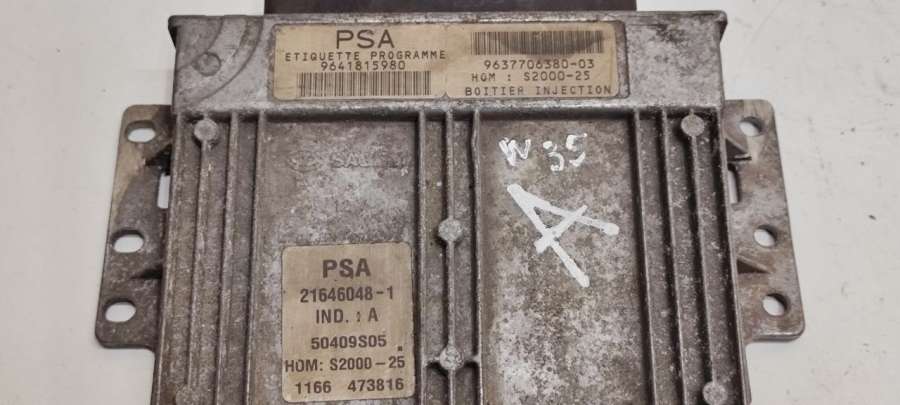 PSA
ETIQUETTE PROGRAMME
9641815980
9637706380-03
HOM : S2000-25
BOITIER INJECTION
W 35
A
PSA
21646048-1
IND. : A
50409S05
HOM: S2000-25
1166 473816